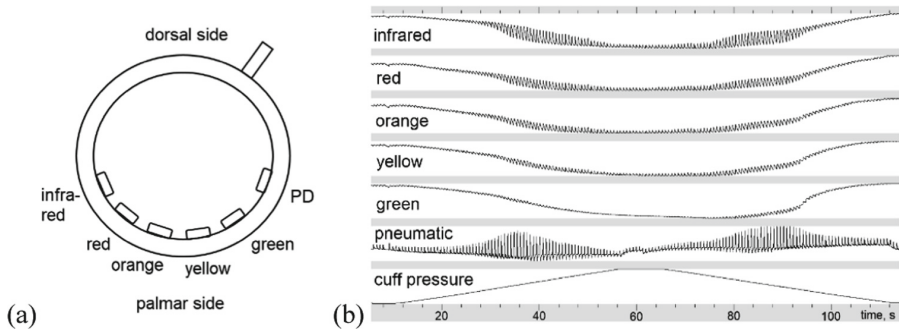 dorsal side
infra-
red
red
orange
yellow
green
PD
palmar side
(a)
infrared
red
orange
yellow
green
pneumatic
cuff pressure
20 40 60 80 100 time, s
(b)